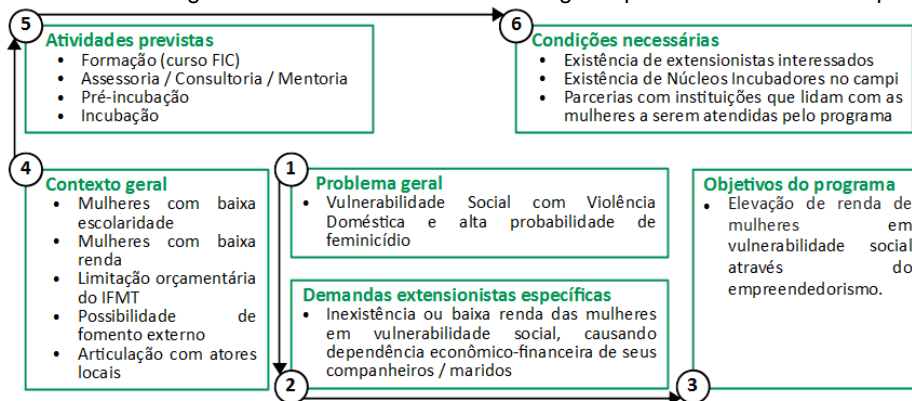 5
Atividades previstas
• Formação (curso FIC)
• Assessoria / Consultoria / Mentoria
• Pré-incubação
• Incubação
6
Condições necessárias
• Existência de extensionistas interessados
• Existência de Núcleos Incubadores no campi
• Parcerias com instituições que lidam com as
mulheres a serem atendidas pelo programa
4
Contexto geral
• Mulheres com baixa
escolaridade
• Mulheres com baixa
renda
• Limitação orçamentária
do IFMT
• Possibilidade de
fomento externo
• Articulação com atores
locais
1
Problema geral
• Vulnerabilidade Social com Violência
Doméstica e alta probabilidade de
feminicídio
Demandas extensionistas específicas
• Inexistência ou baixa renda das mulheres
em vulnerabilidade social, causando
dependência econômico-financeira de seus
companheiros / maridos
2
Objetivos do programa
• Elevação de renda de
mulheres em
vulnerabilidade social
através do
empreendedorismo.
3